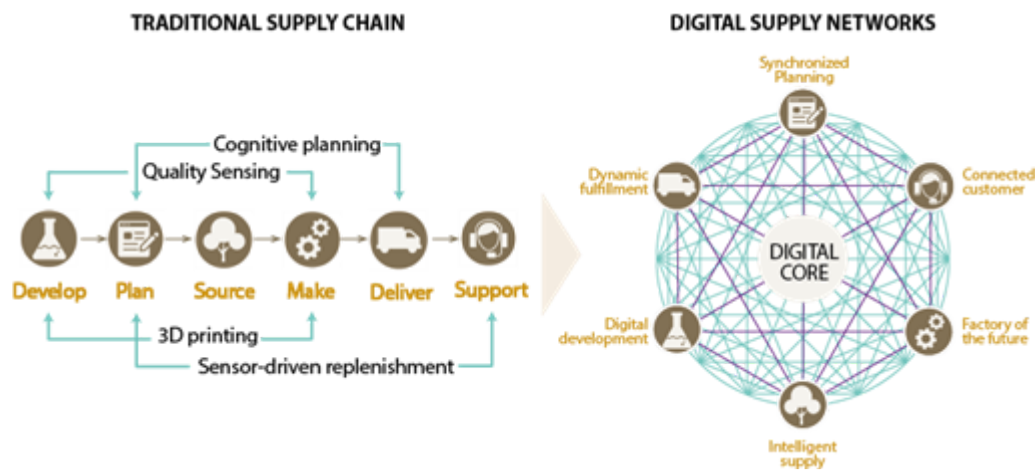 TRADITIONAL SUPPLY CHAIN
Cognitive planning
Quality Sensing
Develop
Plan
Source
Make
Deliver
Support
3D printing
Sensor-driven replenishment
DIGITAL SUPPLY NETWORKS
Synchronized
Planning
Dynamic
fulfillment
Connected
customer
DIGITAL
CORE
Digital
development
Factory of
the future
Intelligent
supply